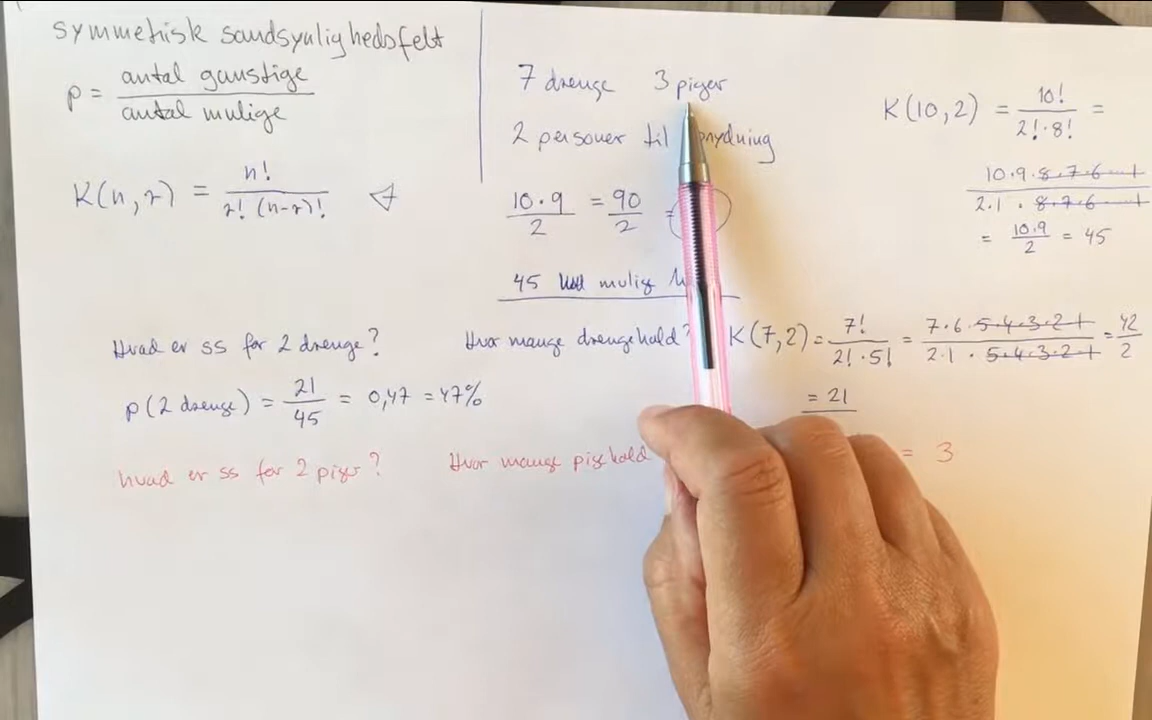 symmetrisk sandsynlighedsfelt
p = antal gunstige / antal mulige
K(n,r) = n! / r! (n-r)!
7 drenge 3 piger
2 personer til
10·9 / 2 = 90 / 2 =
45 mulig
K(10,2) = 10! / 2!·8! =
10·9·8·7·6···1 / 2·1 · 8·7·6···1
= 10·9 / 2 = 45
Hvad er ss for 2 drenge?
p(2 drenge) = 21 / 45 = 0,47 = 47%
Hvor mange drengehold?
K(7,2) = 7! / 2!·5! = 7·6·5·4·3·2·1 / 2·1 · 5·4·3·2·1 = 42 / 2
= 21
hvad er ss for 2 piger?
Hvor mange pigehold
= 3